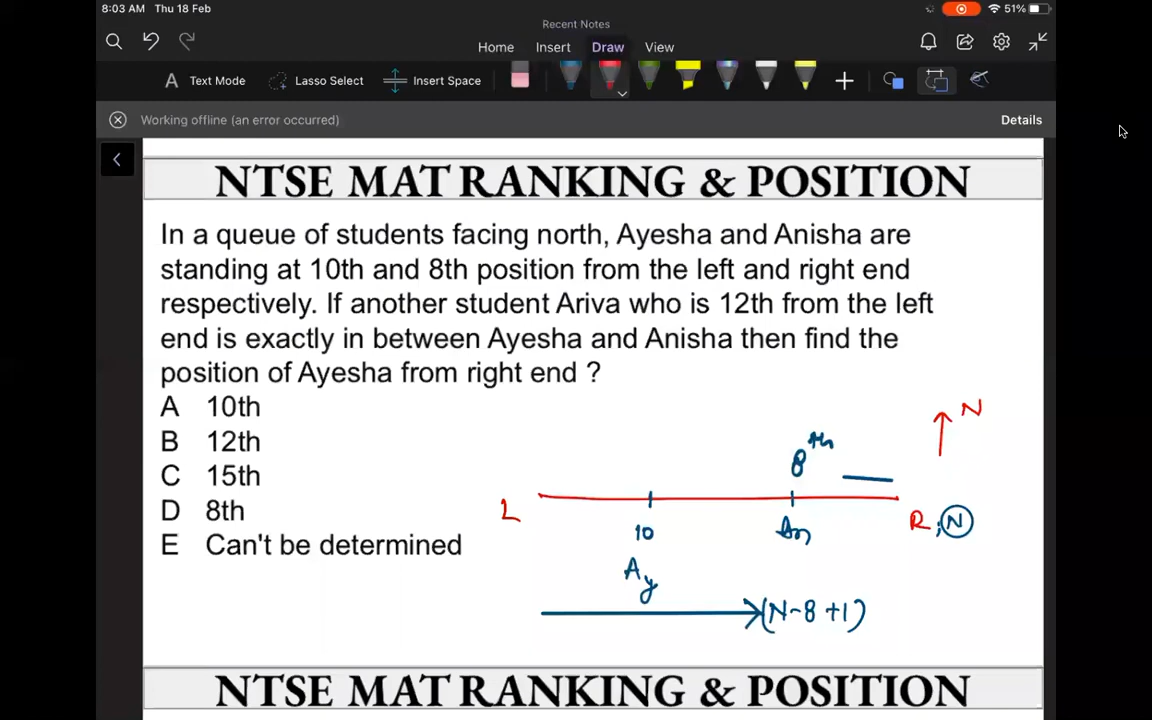 8:03 AM Thu 18 Feb
51%
Recent Notes
Home Insert Draw View
Text Mode Lasso Select Insert Space
Working offline (an error occurred) Details
NTSE MAT RANKING & POSITION
In a queue of students facing north, Ayesha and Anisha are
standing at 10th and 8th position from the left and right end
respectively. If another student Ariva who is 12th from the left
end is exactly in between Ayesha and Anisha then find the
position of Ayesha from right end ?
A 10th
B 12th
C 15th
D 8th
E Can't be determined
N
8th
L
R ; N
10 An
Ay
(N-8+1)
NTSE MAT RANKING & POSITION